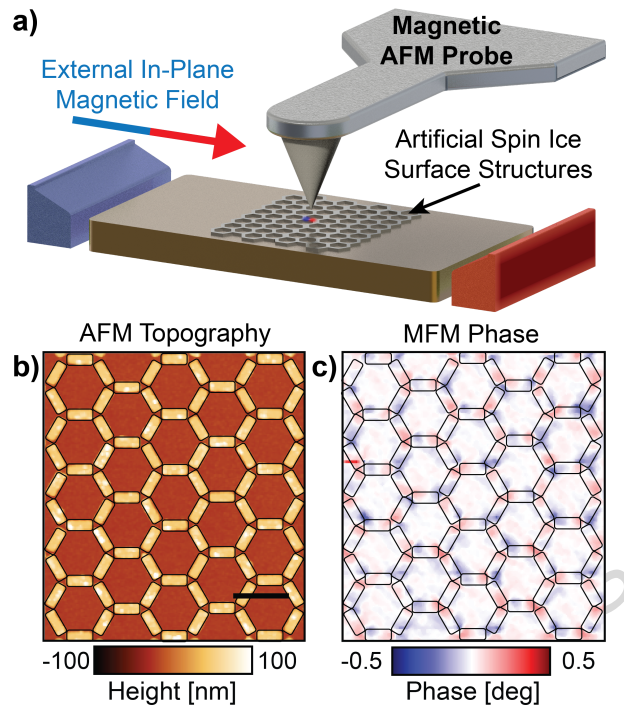 a)
Magnetic
AFM Probe
External In-Plane
Magnetic Field
Artificial Spin Ice
Surface Structures
AFM Topography
MFM Phase
b)
c)
-100
100
-0.5
0.5
Height [nm]
Phase [deg]